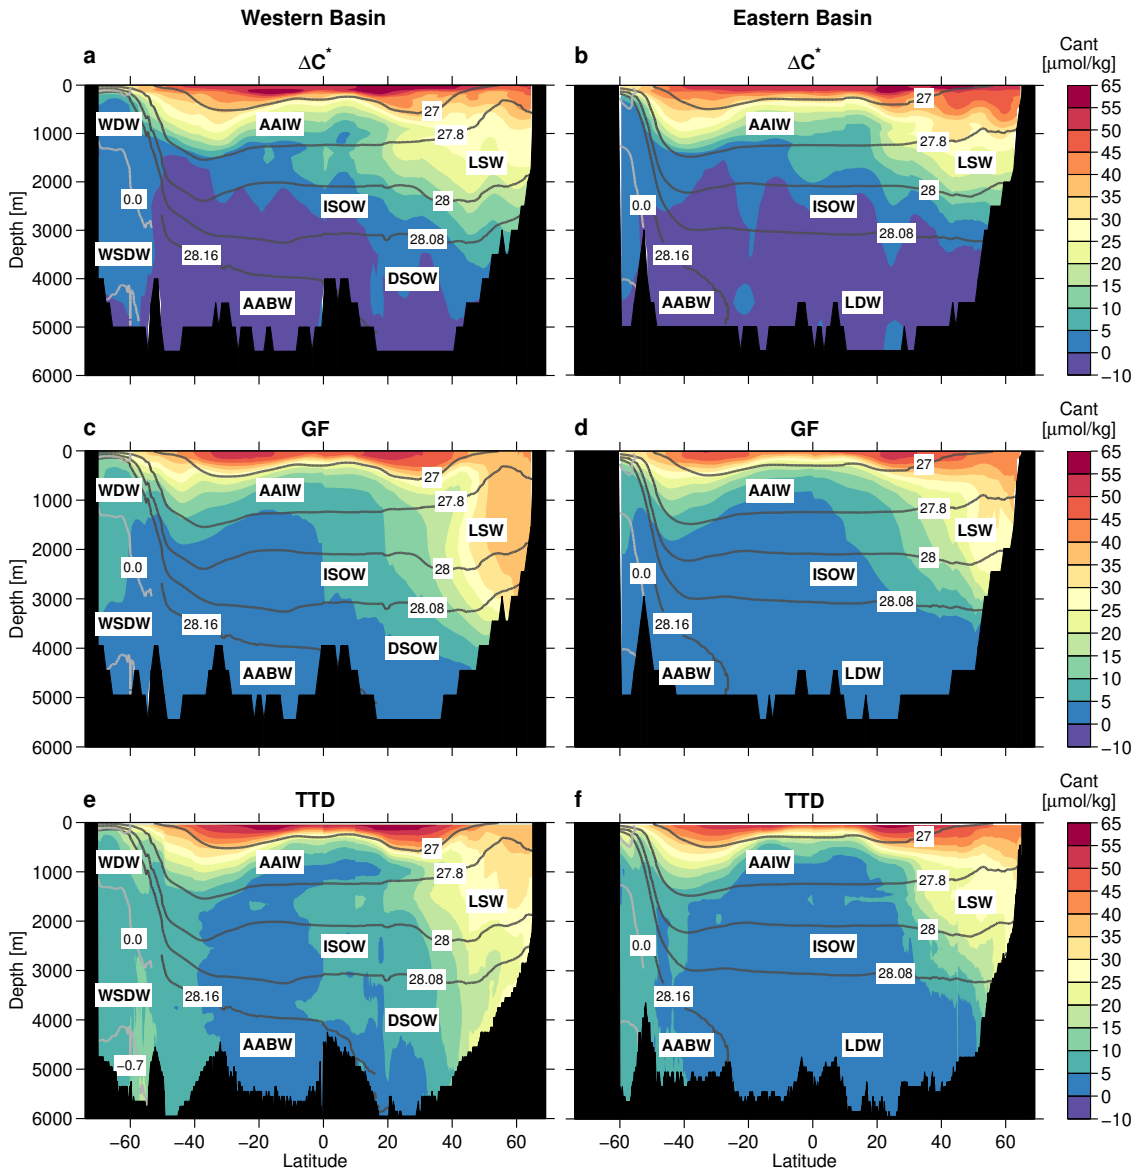 Western Basin
Eastern Basin
a
ΔC*
b
ΔC*
Cant
[μmol/kg]
0
1000
2000
3000
4000
5000
6000
Depth [m]
WDW
AAIW
27
27.8
LSW
0.0
ISOW
28
WSDW
28.08
28.16
DSOW
AABW
AAIW
27
27.8
LSW
0.0
ISOW
28
28.08
28.16
AABW
LDW
65
55
50
45
40
35
30
25
20
15
10
5
0
−10
c
GF
d
GF
Cant
[μmol/kg]
0
1000
2000
3000
4000
5000
6000
Depth [m]
WDW
AAIW
27
27.8
LSW
0.0
ISOW
28
WSDW
28.08
28.16
DSOW
AABW
AAIW
27
27.8
LSW
0.0
ISOW
28
28.08
28.16
AABW
LDW
65
55
50
45
40
35
30
25
20
15
10
5
0
−10
e
TTD
f
TTD
Cant
[μmol/kg]
0
1000
2000
3000
4000
5000
6000
Depth [m]
WDW
AAIW
27
27.8
LSW
0.0
ISOW
28
WSDW
28.08
28.16
DSOW
AABW
−0.7
AAIW
27
27.8
LSW
0.0
ISOW
28
28.08
28.16
AABW
LDW
65
55
50
45
40
35
30
25
20
15
10
5
0
−10
−60 −40 −20 0 20 40 60
Latitude
−60 −40 −20 0 20 40 60
Latitude